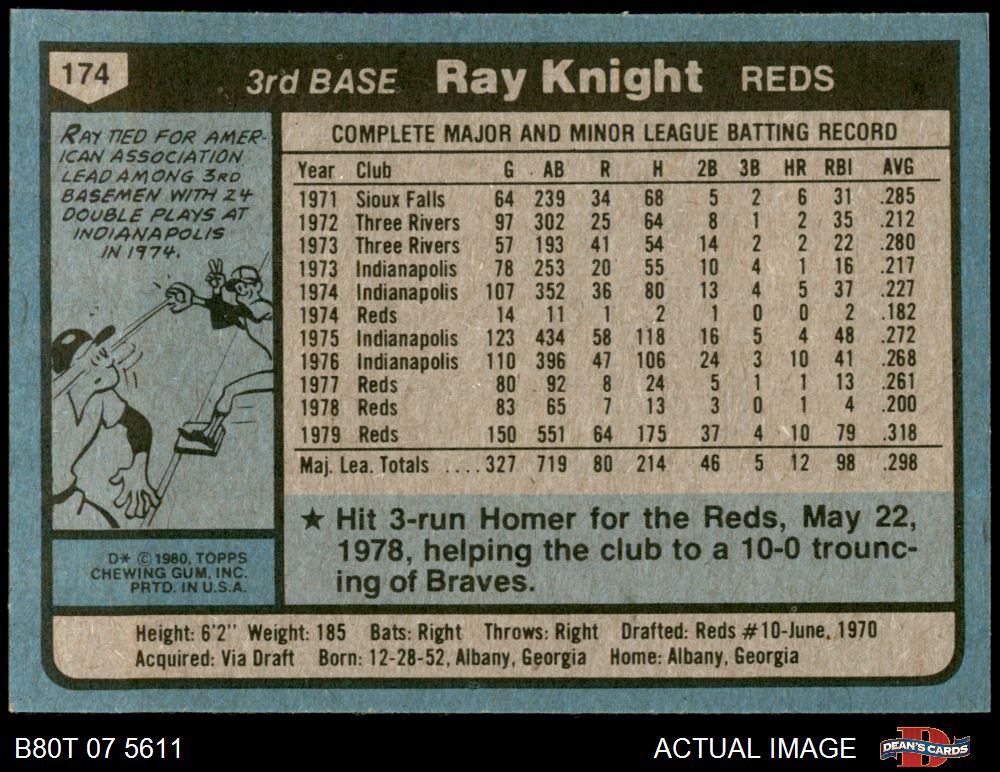 174 3rd BASE Ray Knight REDS
RAY TIED FOR AMER-
ICAN ASSOCIATION
LEAD AMONG 3RD
BASEMEN WITH 24
DOUBLE PLAYS AT
INDIANAPOLIS
IN 1974.
D* © 1980, TOPPS
CHEWING GUM, INC.
PRTD. IN U.S.A.
COMPLETE MAJOR AND MINOR LEAGUE BATTING RECORD
Year Club G AB R H 2B 3B HR RBI AVG
1971 Sioux Falls 64 239 34 68 5 2 6 31 .285
1972 Three Rivers 97 302 25 64 8 1 2 35 .212
1973 Three Rivers 57 193 41 54 14 2 2 22 .280
1973 Indianapolis 78 253 20 55 10 4 1 16 .217
1974 Indianapolis 107 352 36 80 13 4 5 37 .227
1974 Reds 14 11 1 2 1 0 0 2 .182
1975 Indianapolis 123 434 58 118 16 5 4 48 .272
1976 Indianapolis 110 396 47 106 24 3 10 41 .268
1977 Reds 80 92 8 24 5 1 1 13 .261
1978 Reds 83 65 7 13 3 0 1 4 .200
1979 Reds 150 551 64 175 37 4 10 79 .318
Maj. Lea. Totals ....327 719 80 214 46 5 12 98 .298
★ Hit 3-run Homer for the Reds, May 22,
1978, helping the club to a 10-0 trounc-
ing of Braves.
Height: 6'2" Weight: 185 Bats: Right Throws: Right Drafted: Reds #10-June, 1970
Acquired: Via Draft Born: 12-28-52, Albany, Georgia Home: Albany, Georgia
B80T 07 5611 ACTUAL IMAGE DEAN'S CARDS